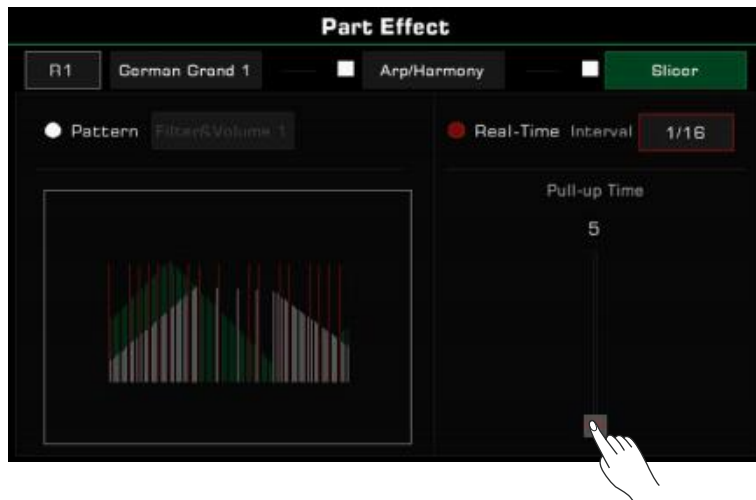 Part Effect
R1 German Grand 1 Arp/Harmony Slicer
Pattern Filter&Volume 1 Real-Time Interval 1/16
Pull-up Time
5